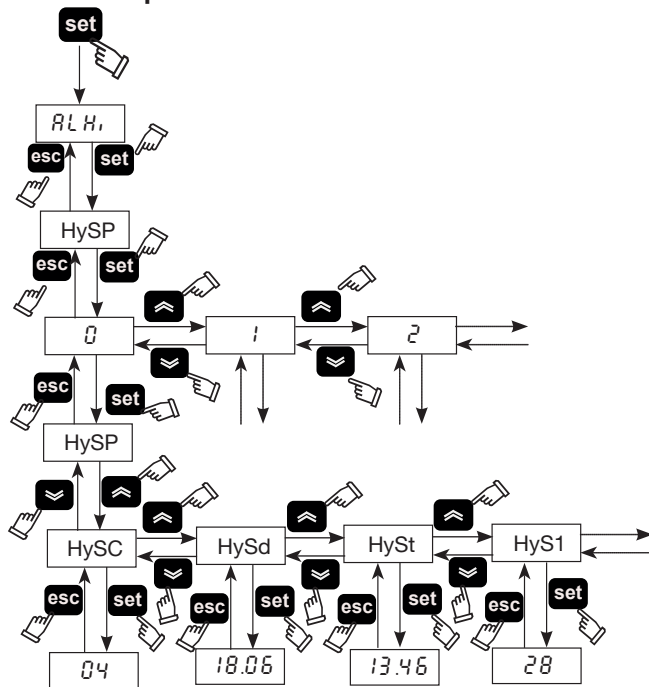 set
ALHi
esc set
HySP
esc set
0 1 2
esc set
HySP
HySC HySd HySt HyS1
esc set esc set esc set esc set
04 18.06 13.46 28